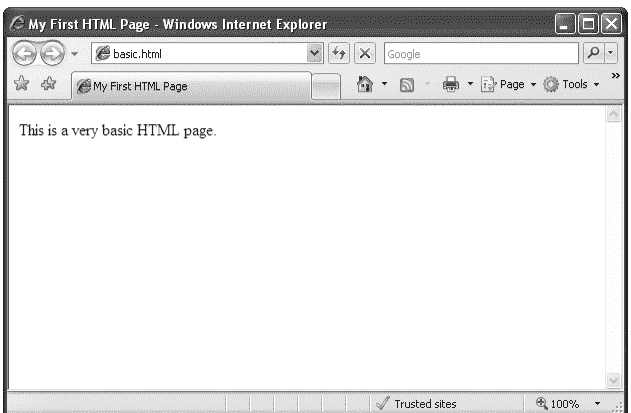 My First HTML Page - Windows Internet Explorer
basic.html Google
My First HTML Page Page Tools »
This is a very basic HTML page.
Trusted sites 100%